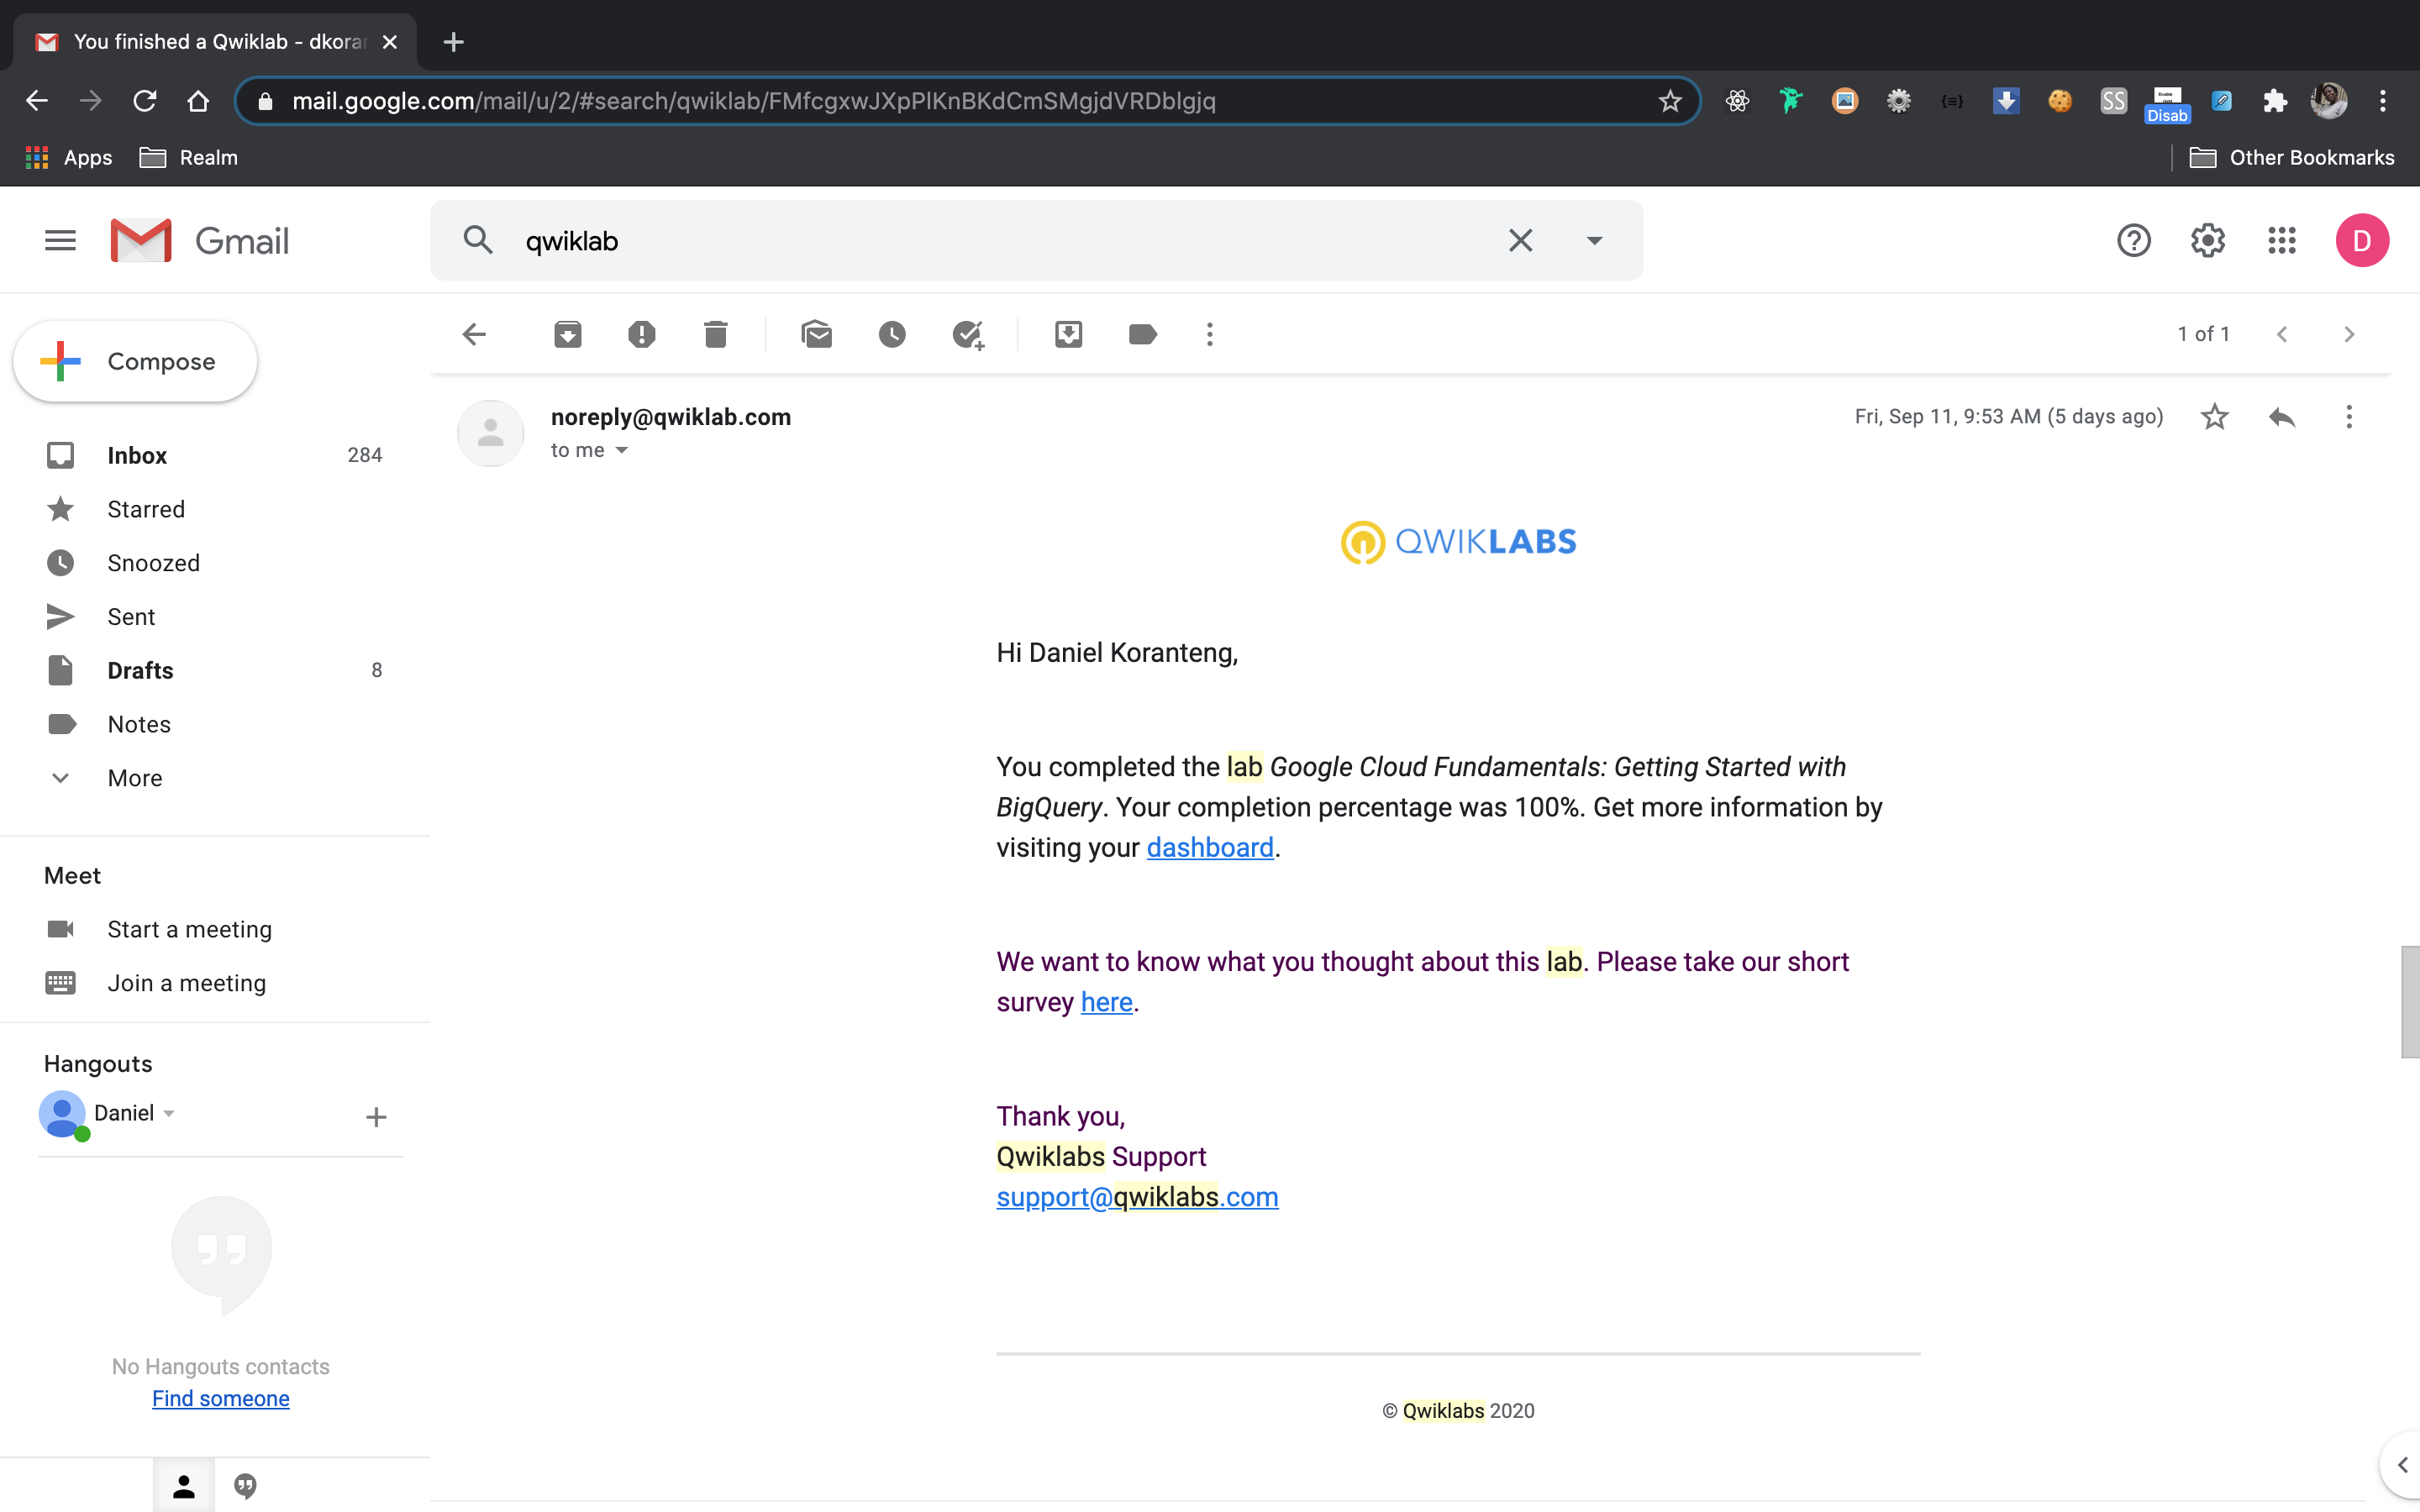 You finished a Qwiklab - dkoran
mail.google.com/mail/u/2/#search/qwiklab/FMfcgxwJXpPlKnBKdCmSMgjdVRDblgjq
SS
Disab
Apps
Realm
Other Bookmarks
Gmail
qwiklab
D
Compose
1 of 1
noreply@qwiklab.com
Fri, Sep 11, 9:53 AM (5 days ago)
to me
Inbox 284
Starred
Snoozed
Sent
Drafts 8
Notes
More
Meet
Start a meeting
Join a meeting
Hangouts
Daniel
No Hangouts contacts
Find someone
QWIKLABS
Hi Daniel Koranteng,
You completed the lab Google Cloud Fundamentals: Getting Started with
BigQuery. Your completion percentage was 100%. Get more information by
visiting your dashboard.
We want to know what you thought about this lab. Please take our short
survey here.
Thank you,
Qwiklabs Support
support@qwiklabs.com
© Qwiklabs 2020